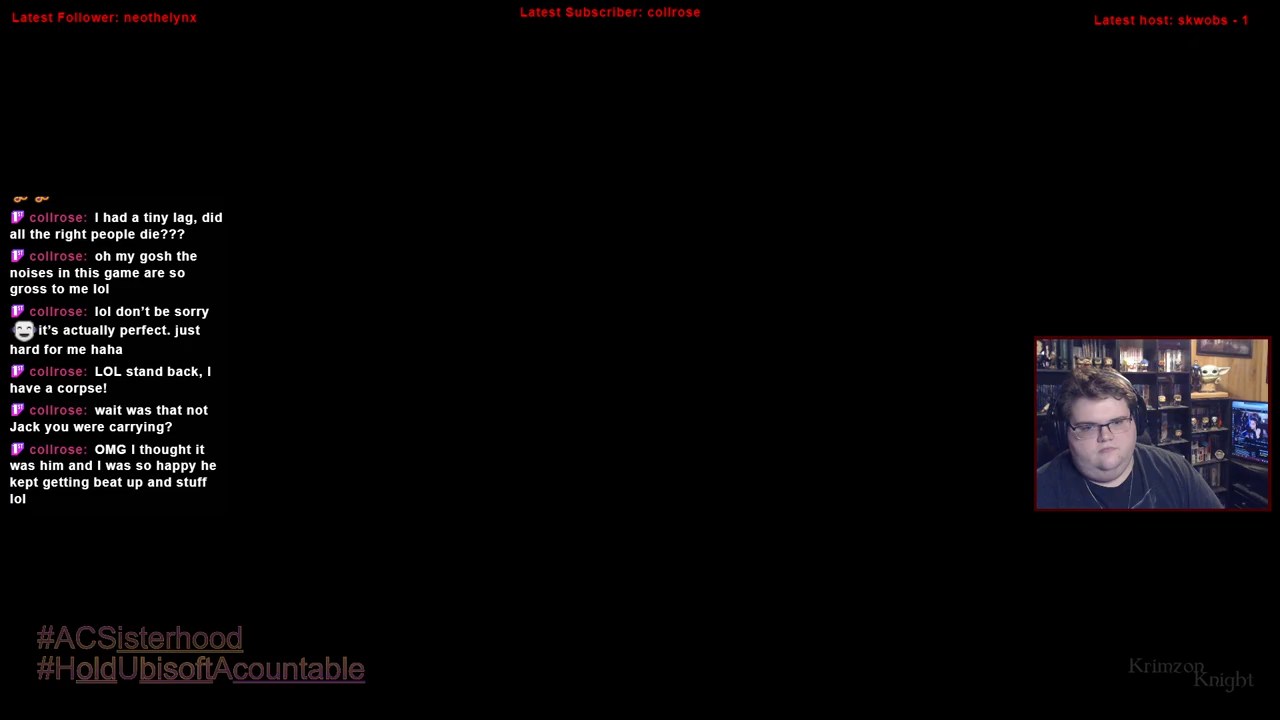 Latest Follower: neothelynx
Latest Subscriber: collrose
Latest host: skwobs - 1
collrose: I had a tiny lag, did
all the right people die???
collrose: oh my gosh the
noises in this game are so
gross to me lol
collrose: lol don’t be sorry
it’s actually perfect. just
hard for me haha
collrose: LOL stand back, I
have a corpse!
collrose: wait was that not
Jack you were carrying?
collrose: OMG I thought it
was him and I was so happy he
kept getting beat up and stuff
lol
#ACSisterhood
#HoldUbisoftAcountable
Krimzon
Knight